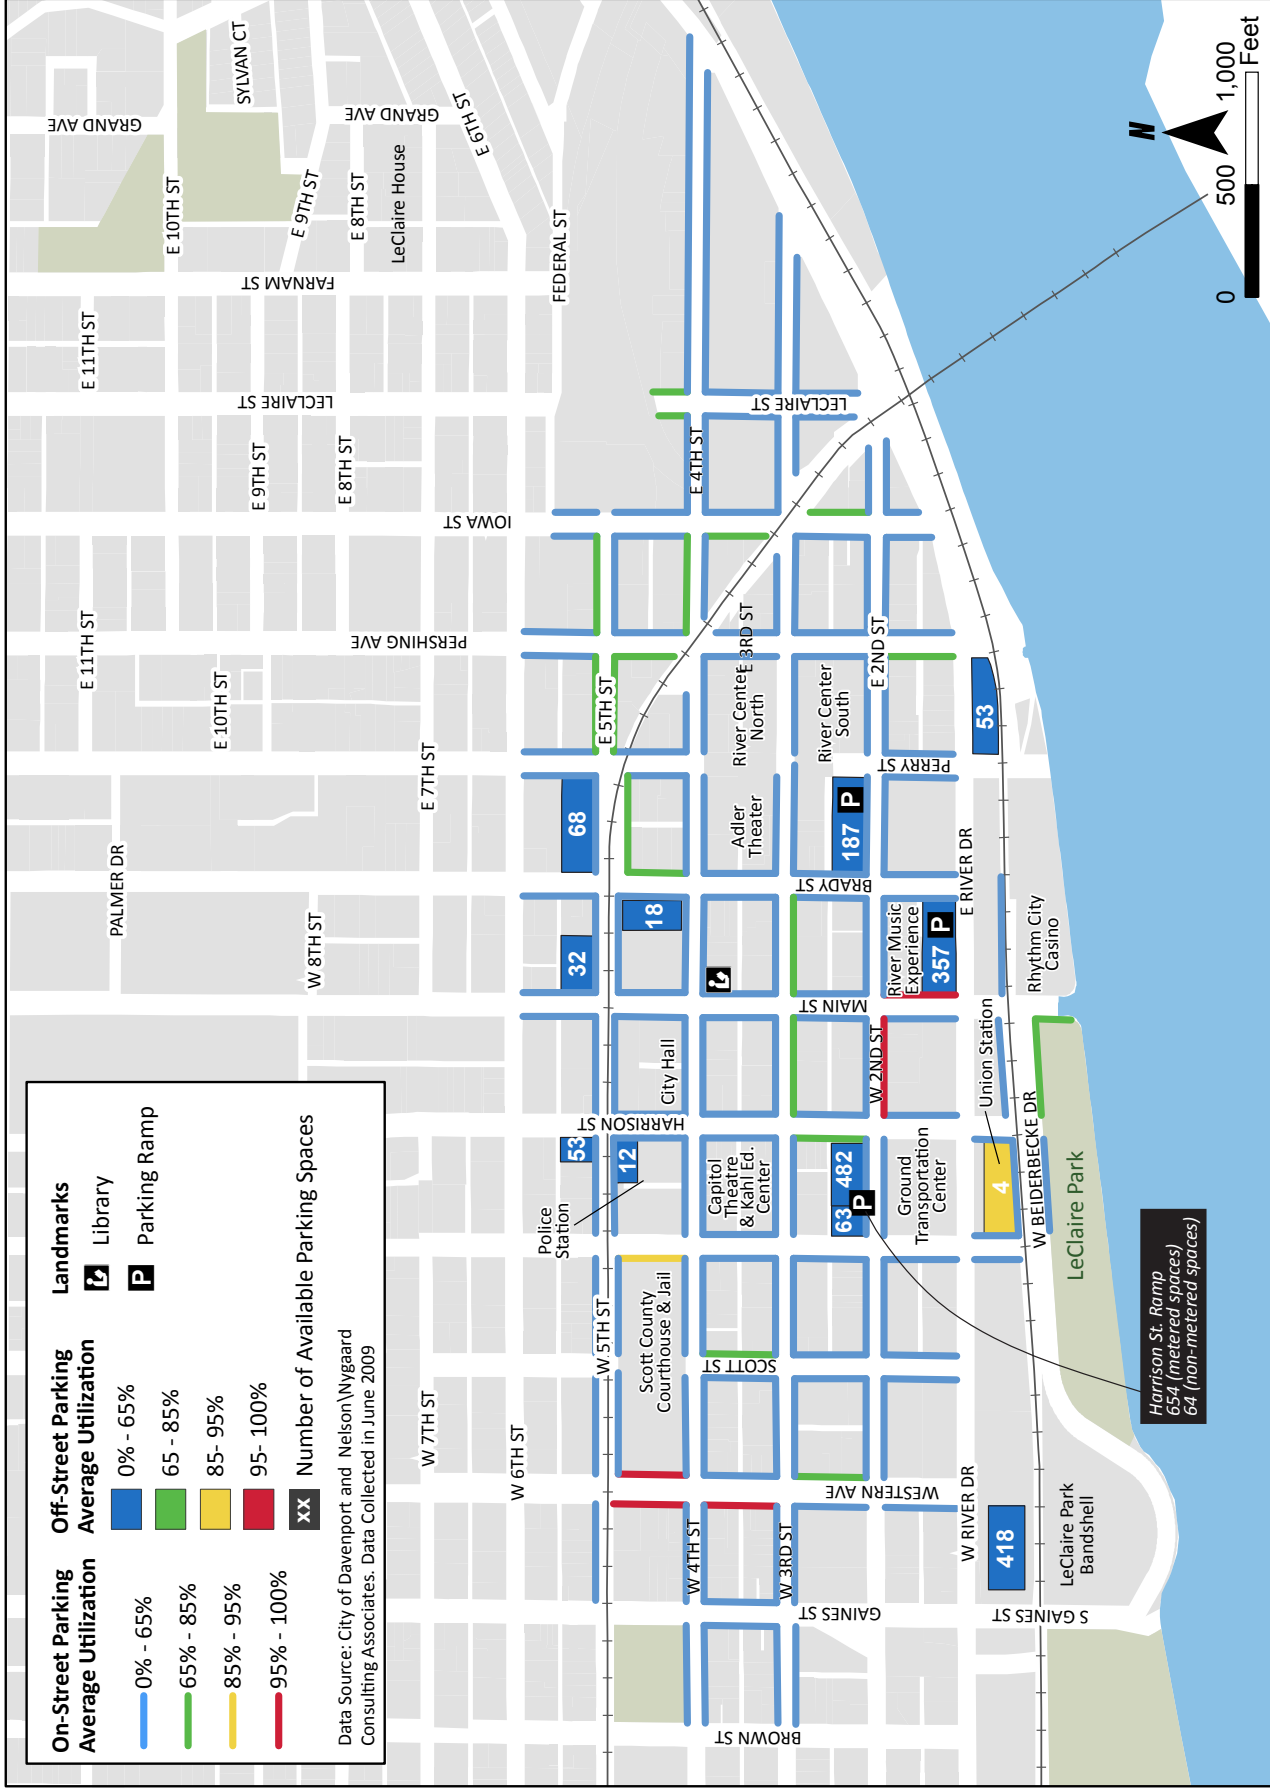 On-Street Parking
Average Utilization
0% - 65%
65% - 85%
85% - 95%
95% - 100%
Off-Street Parking
Average Utilization
0% - 65%
65 - 85%
85- 95%
95- 100%
xx Number of Available Parking Spaces
Landmarks
Library
P Parking Ramp
Data Source: City of Davenport and Nelson\Nygaard
Consulting Associates. Data Collected in June 2009
GRAND AVE
SYLVAN CT
GRAND AVE
E 6TH ST
E 10TH ST
E 9TH ST
E 8TH ST
LeClaire House
FARNAM ST
FEDERAL ST
E 11TH ST
LECLAIRE ST
LECLAIRE ST
E 9TH ST
E 8TH ST
E 4TH ST
IOWA ST
E 11TH ST
PERSHING AVE
E 10TH ST
E 5TH ST
E 3RD ST
E 2ND ST
E 7TH ST
River Center
North
River Center
South
PERRY ST
53
PALMER DR
68
Adler
Theater
187
P
BRADY ST
E RIVER DR
W 8TH ST
32
18
River Music
Experience
357
P
Rhythm City
Casino
MAIN ST
City Hall
W 2ND ST
Union Station
HARRISON ST
53
12
Police
Station
Capitol
Theatre
& Kahl Ed.
Center
482
63
P
Ground
Transportation
Center
4
W BEIDERBECKE DR
LeClaire Park
W 5TH ST
Scott County
Courthouse & Jail
SCOTT ST
Harrison St. Ramp
654 (metered spaces)
64 (non-metered spaces)
W 7TH ST
W 6TH ST
WESTERN AVE
W 4TH ST
W 3RD ST
W RIVER DR
418
LeClaire Park
Bandshell
GAINES ST
S GAINES ST
BROWN ST
N
0 500 1,000
Feet